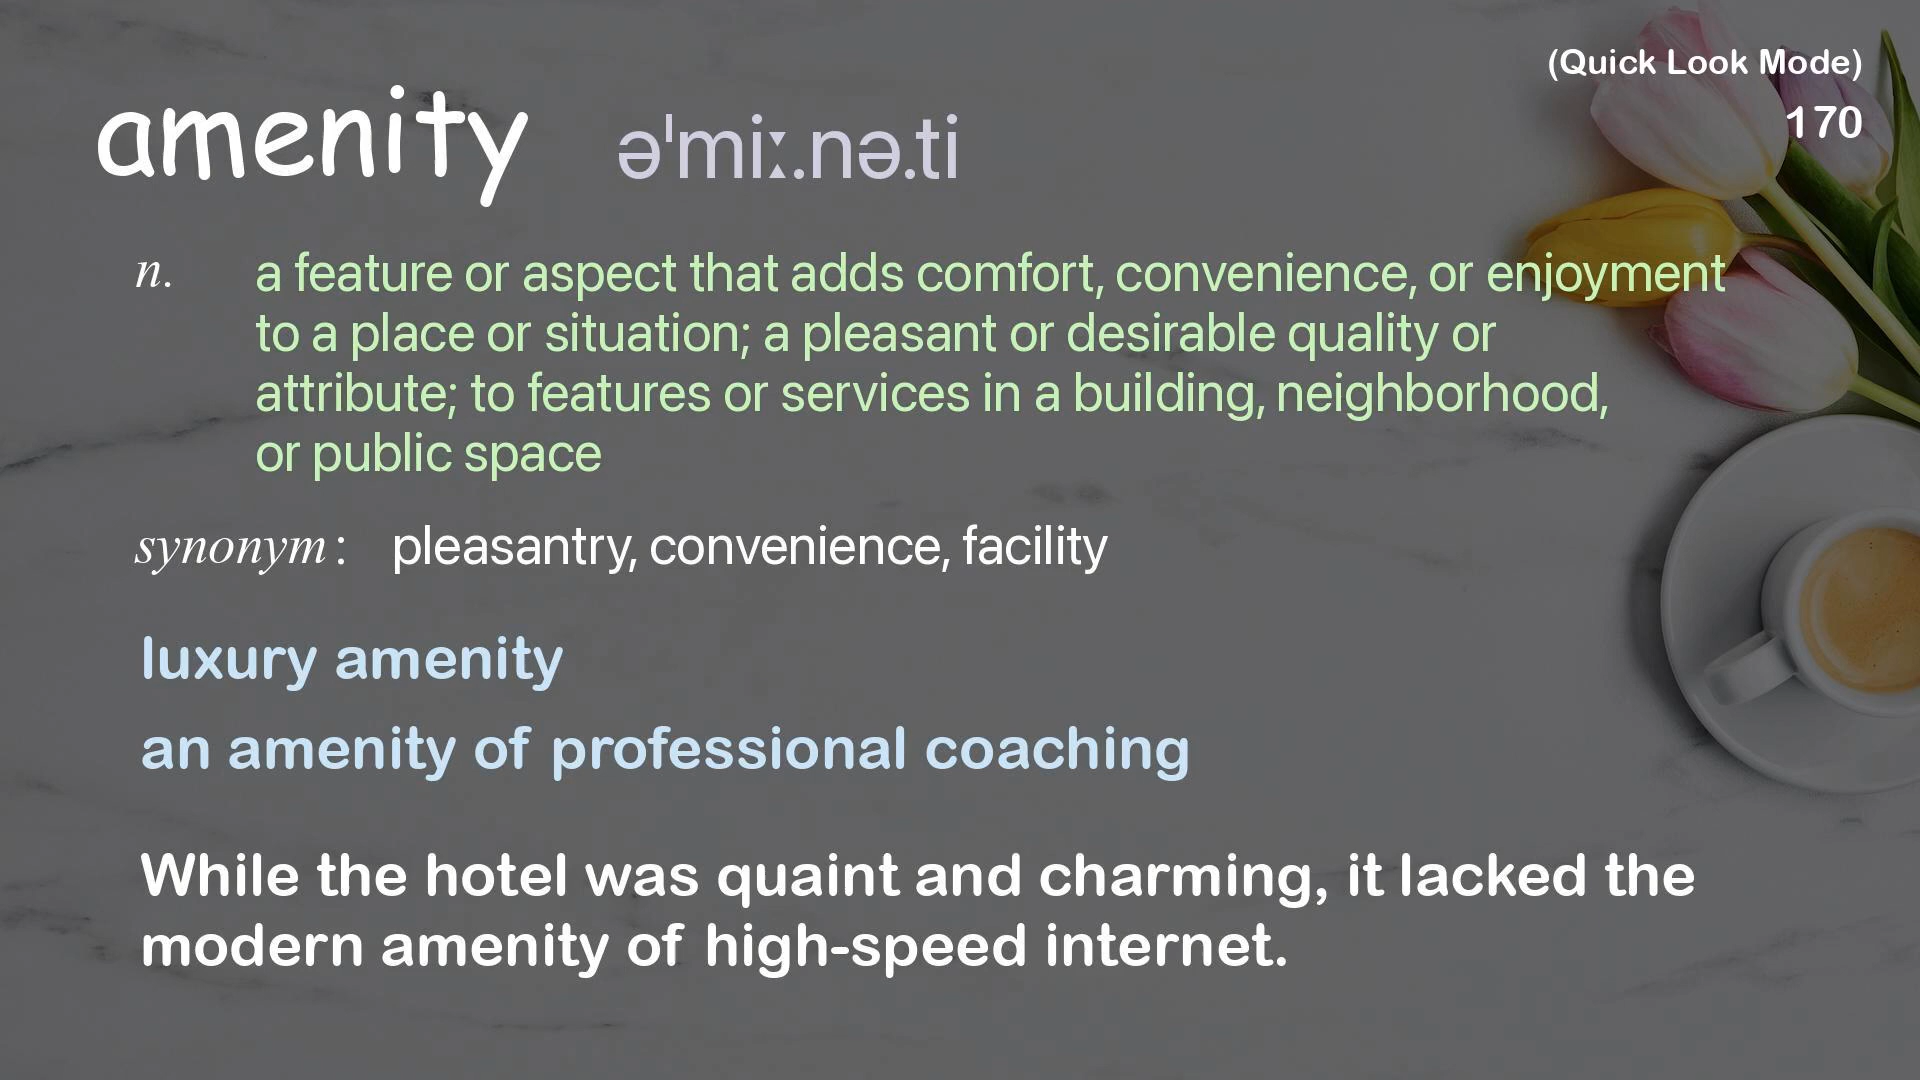 (Quick Look Mode)
170
amenity əˈmiː.nə.ti
n. a feature or aspect that adds comfort, convenience, or enjoyment
to a place or situation; a pleasant or desirable quality or
attribute; to features or services in a building, neighborhood,
or public space
synonym: pleasantry, convenience, facility
luxury amenity
an amenity of professional coaching
While the hotel was quaint and charming, it lacked the
modern amenity of high-speed internet.